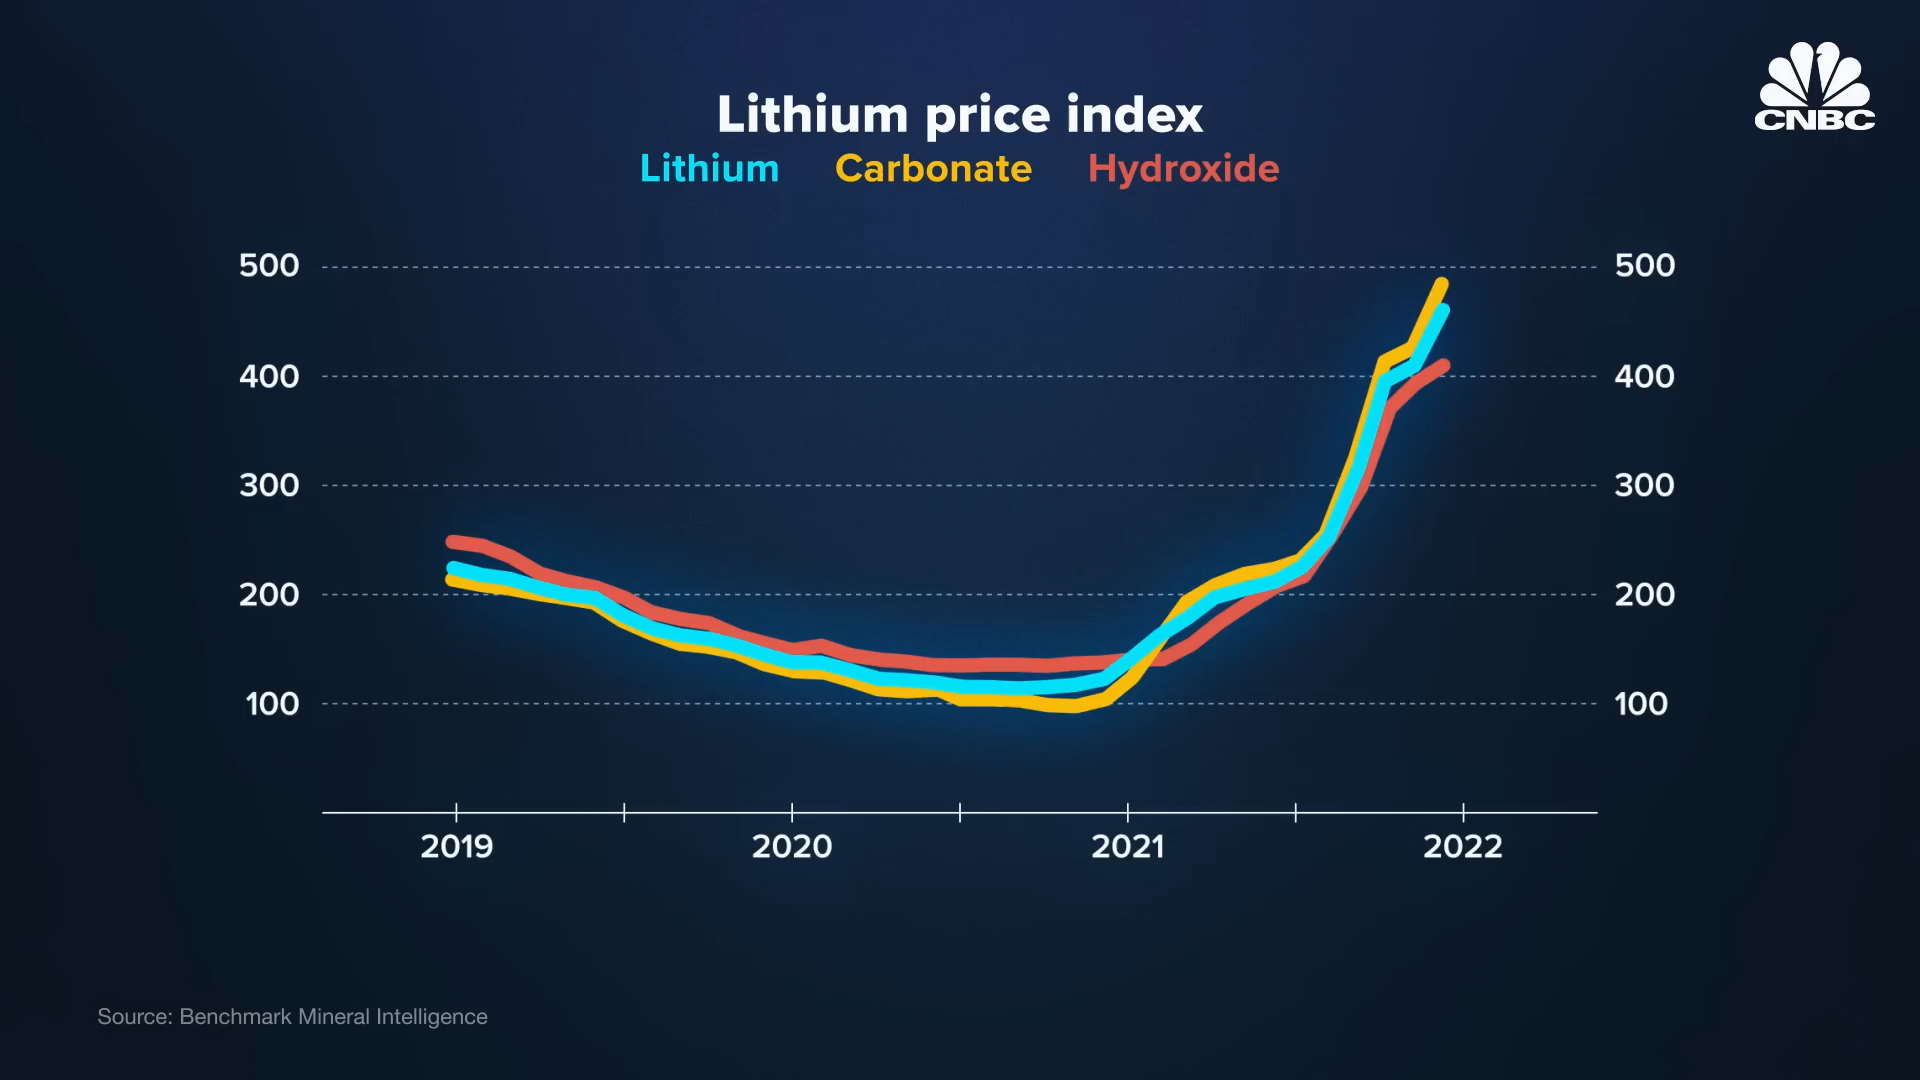 CNBC
Lithium price index
Lithium Carbonate Hydroxide
500 500
400 400
300 300
200 200
100 100
2019 2020 2021 2022
Source: Benchmark Mineral Intelligence